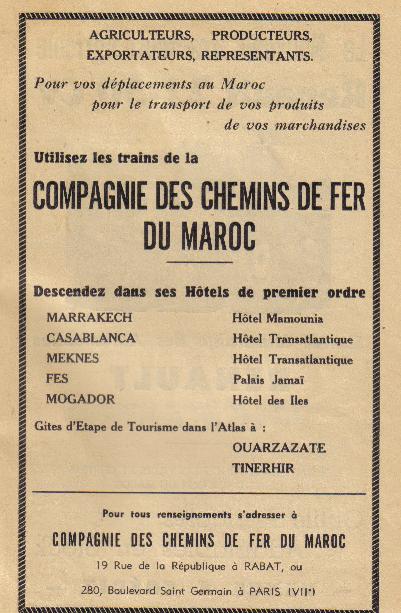 AGRICULTEURS, PRODUCTEURS,
EXPORTATEURS, REPRESENTANTS.
Pour vos déplacements au Maroc
pour le transport de vos produits
de vos marchandises
Utilisez les trains de la
COMPAGNIE DES CHEMINS DE FER
DU MAROC
Descendez dans ses Hôtels de premier ordre
MARRAKECH Hôtel Mamounia
CASABLANCA Hôtel Transatlantique
MEKNES Hôtel Transatlantique
FES Palais Jamaï
MOGADOR Hôtel des Iles
Gites d'Etape de Tourisme dans l'Atlas à :
OUARZAZATE
TINERHIR
Pour tous renseignements s'adresser à
COMPAGNIE DES CHEMINS DE FER DU MAROC
19 Rue de la République à RABAT, ou
280, Boulevard Saint Germain à PARIS (VIIᵉ)